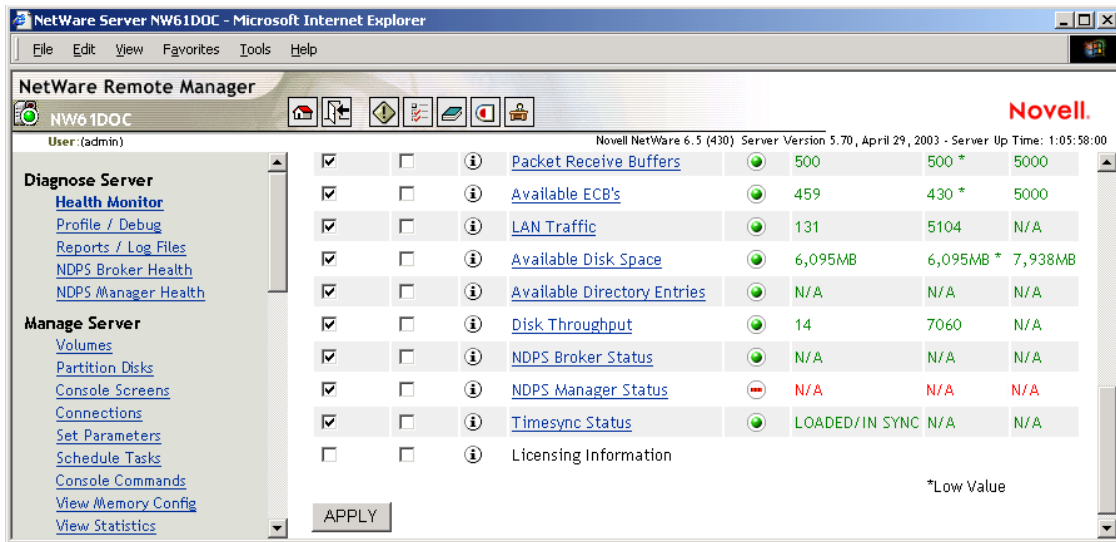 NetWare Server NW61DOC - Microsoft Internet Explorer
File Edit View Favorites Tools Help
NetWare Remote Manager
NW61DOC
Novell.
User:(admin)
Novell NetWare 6.5 (430) Server Version 5.70, April 29, 2003 - Server Up Time: 1:05:58:00
Diagnose Server
Health Monitor
Profile / Debug
Reports / Log Files
NDPS Broker Health
NDPS Manager Health
Manage Server
Volumes
Partition Disks
Console Screens
Connections
Set Parameters
Schedule Tasks
Console Commands
View Memory Config
View Statistics
Packet Receive Buffers 500 500 * 5000
Available ECB's 459 430 * 5000
LAN Traffic 131 5104 N/A
Available Disk Space 6,095MB 6,095MB * 7,938MB
Available Directory Entries N/A N/A N/A
Disk Throughput 14 7060 N/A
NDPS Broker Status N/A N/A N/A
NDPS Manager Status N/A N/A N/A
Timesync Status LOADED/IN SYNC N/A N/A
Licensing Information
*Low Value
APPLY